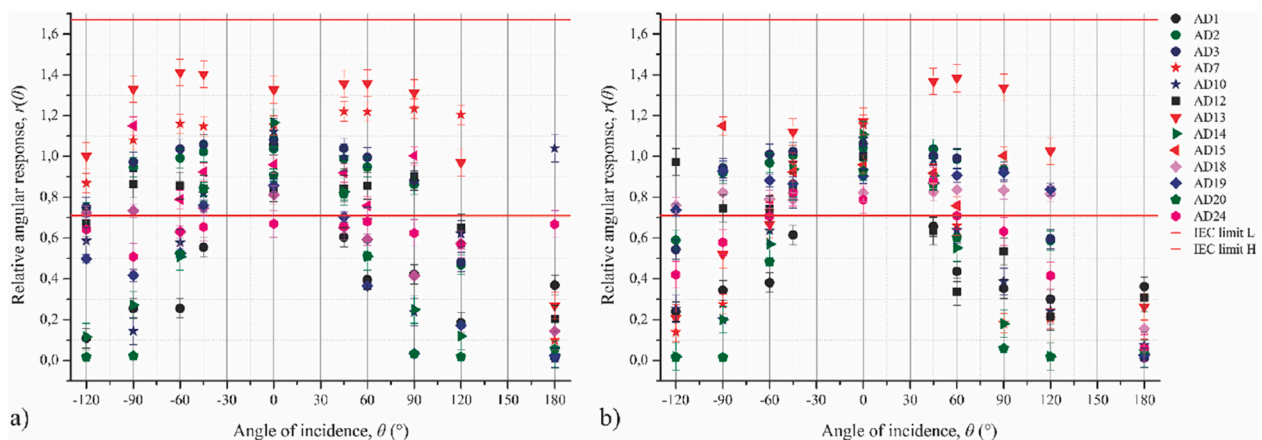 1,6
1,4
1,2
1,0
0,8
0,6
0,4
0,2
0,0
Relative angular response, r(θ)
-120 -90 -60 -30 0 30 60 90 120 150 180
Angle of incidence, θ (°)
a)
1,6
1,4
1,2
1,0
0,8
0,6
0,4
0,2
0,0
Relative angular response, r(θ)
-120 -90 -60 -30 0 30 60 90 120 150 180
Angle of incidence, θ (°)
b)
AD1
AD2
AD3
AD7
AD10
AD12
AD13
AD14
AD15
AD18
AD19
AD20
AD24
IEC limit L
IEC limit H